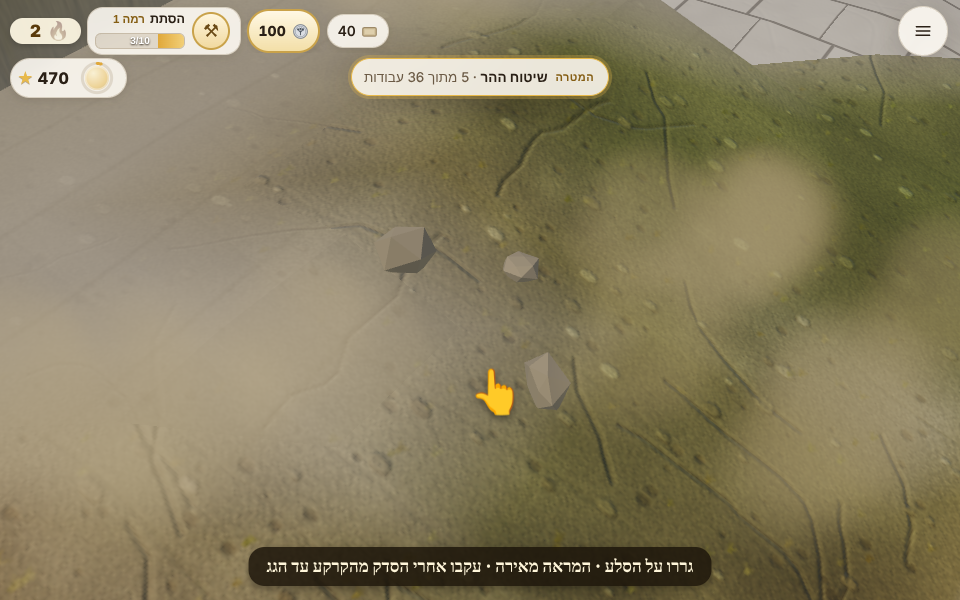 הסתת רמה 1
3/10
2
100
40
470
המטרה שיטוח ההר · 5 מתוך 36 עבודות
גררו על הסלע · המראה מאירה · עקבו אחרי הסדק מהקרקע עד הגג